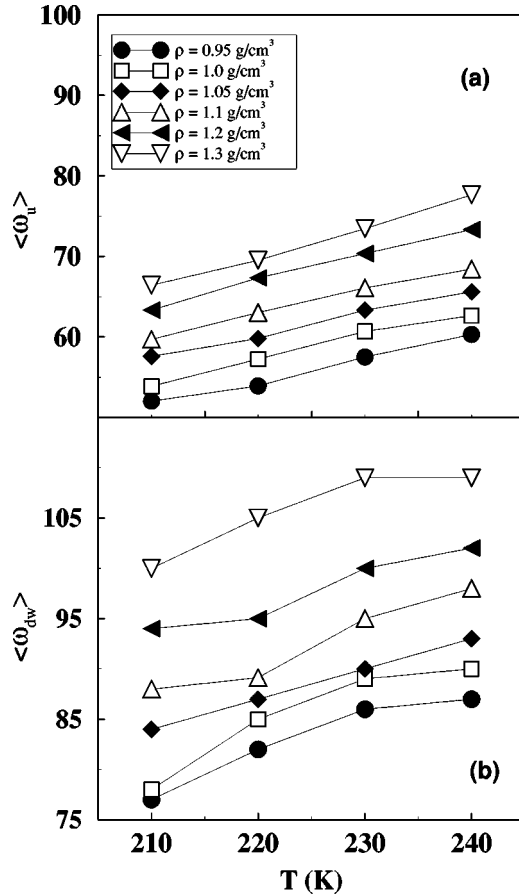 100
90
80
70
60
<ω_u>
ρ = 0.95 g/cm³
ρ = 1.0 g/cm³
ρ = 1.05 g/cm³
ρ = 1.1 g/cm³
ρ = 1.2 g/cm³
ρ = 1.3 g/cm³
(a)
105
95
85
75
<ω_dw>
(b)
210 220 230 240
T (K)